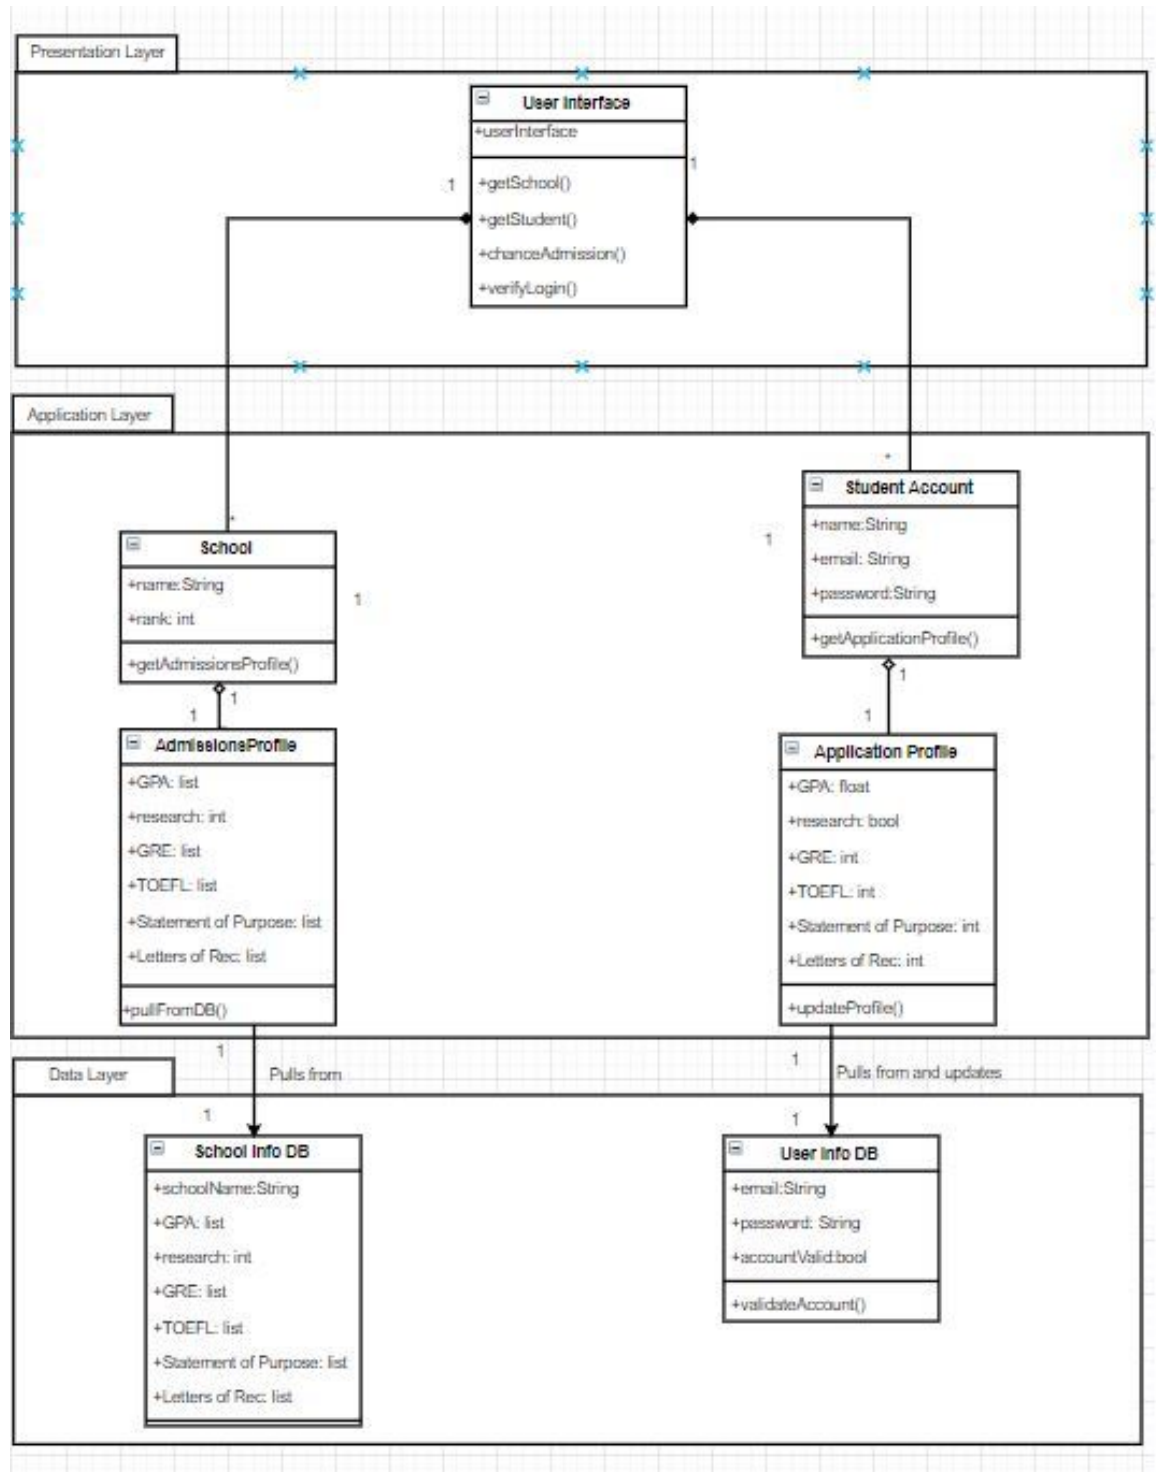 Presentation Layer
User Interface
+userInterface
1
1
+getSchool()
+getStudent()
+chanceAdmission()
+verifyLogin()
Application Layer
*
Student Account
+name:String
+email: String
+password:String
+getApplicationProfile()
1
*
School
+name:String
+rank: int
+getAdmissionsProfile()
1
1
1
AdmissionsProfile
+GPA: list
+research: int
+GRE: list
+TOEFL: list
+Statement of Purpose: list
+Letters of Rec: list
+pullFromDB()
1
1
Application Profile
+GPA: float
+research: bool
+GRE: int
+TOEFL: int
+Statement of Purpose: int
+Letters of Rec: int
+updateProfile()
Data Layer
1
Pulls from
1
1
Pulls from and updates
1
School Info DB
+schoolName:String
+GPA: list
+research: int
+GRE: list
+TOEFL: list
+Statement of Purpose: list
+Letters of Rec: list
User Info DB
+email:String
+password: String
+accountValid:bool
+validateAccount()